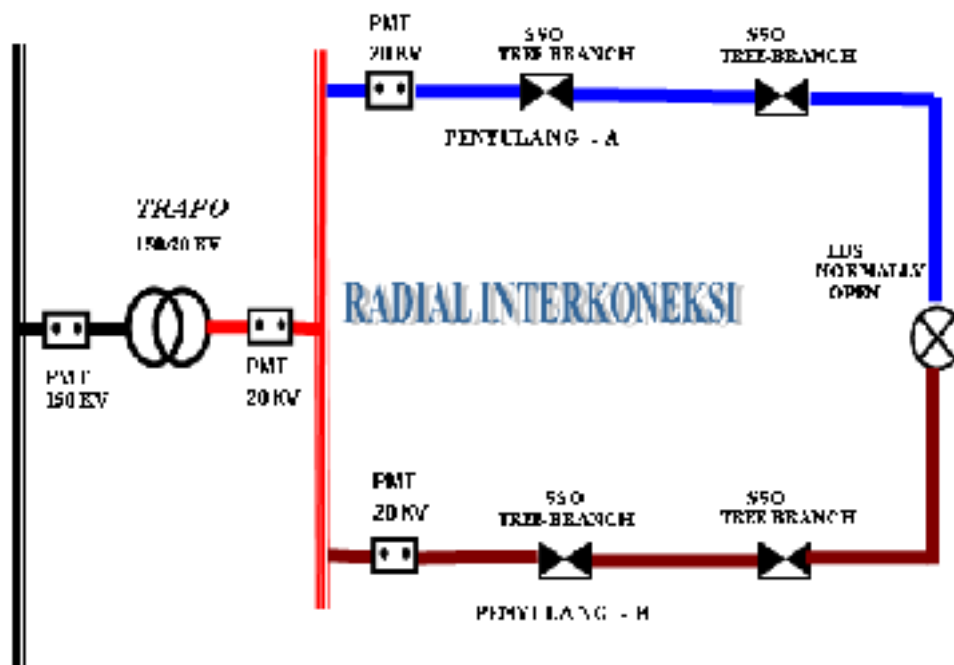 PMT
20 KV
SSO
TREE-BRANCH
SSO
TREE-BRANCH
PENYULANG - A
TRAFO
150/20 KV
LBS
NORMALLY
OPEN
RADIAL INTERKONEKSI
PMT
150 KV
PMT
20 KV
PMT
20 KV
SSO
TREE-BRANCH
SSO
TREE BRANCH
PENYULANG - B